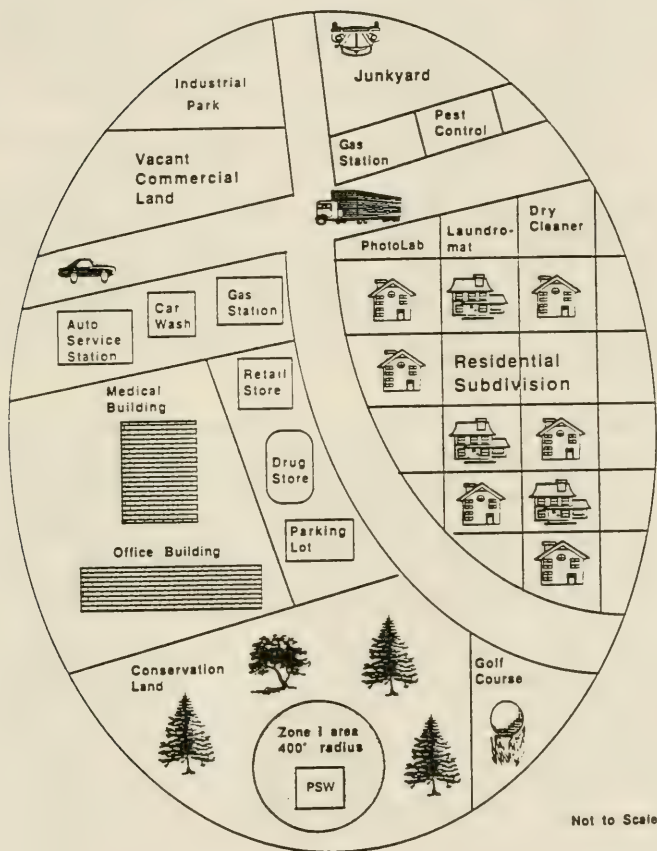 Industrial
Park
Junkyard
Gas
Station
Pest
Control
Vacant
Commercial
Land
PhotoLab
Laundro-
mat
Dry
Cleaner
Auto
Service
Station
Car
Wash
Gas
Station
Retail
Store
Residential
Subdivision
Medical
Building
Drug
Store
Parking
Lot
Office Building
Conservation
Land
Golf
Course
Zone 1 area
400' radius
PSW
Not to Scale